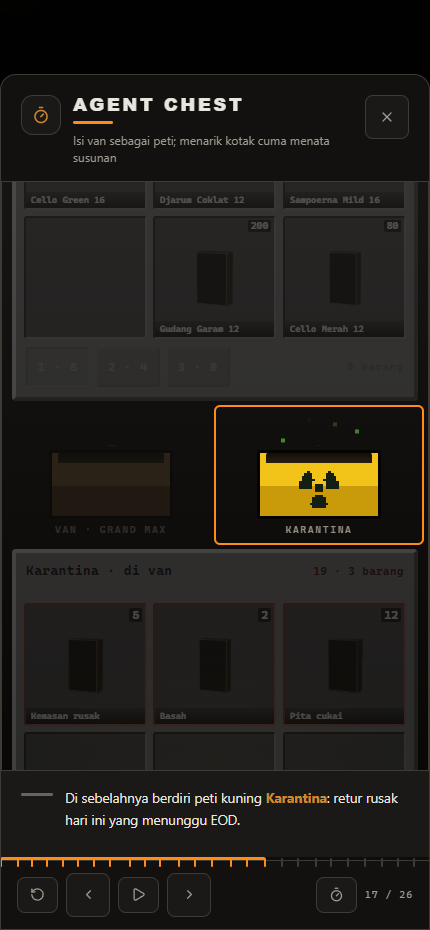 AGENT CHEST
Isi van sebagai peti; menarik kotak cuma menata
susunan
Cello Green 16
Djarum Coklat 12
Sampoerna Mild 16
200
80
Gudang Garam 12
Cello Merah 12
2 · 4
barang
VAN · GRAND MAX
KARANTINA
Karantina · di van
19 · 3 barang
5
2
12
Kemasan rusak
Basah
Pita cukai
Di sebelahnya berdiri peti kuning Karantina: retur rusak
hari ini yang menunggu EOD.
17 / 26